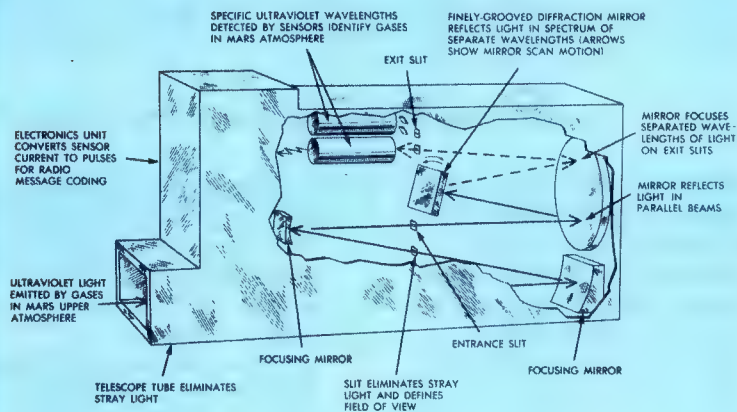 SPECIFIC ULTRAVIOLET WAVELENGTHS
DETECTED BY SENSORS IDENTIFY GASES
IN MARS ATMOSPHERE
EXIT SLIT
FINELY-GROOVED DIFFRACTION MIRROR
REFLECTS LIGHT IN SPECTRUM OF
SEPARATE WAVELENGTHS (ARROWS
SHOW MIRROR SCAN MOTION)
ELECTRONICS UNIT
CONVERTS SENSOR
CURRENT TO PULSES
FOR RADIO
MESSAGE CODING
MIRROR FOCUSES
SEPARATED WAVE-
LENGTHS OF LIGHT
ON EXIT SLITS
MIRROR REFLECTS
LIGHT IN
PARALLEL BEAMS
ULTRAVIOLET LIGHT
EMITTED BY GASES
IN MARS UPPER
ATMOSPHERE
FOCUSING MIRROR
ENTRANCE SLIT
FOCUSING MIRROR
TELESCOPE TUBE ELIMINATES
STRAY LIGHT
SLIT ELIMINATES STRAY
LIGHT AND DEFINES
FIELD OF VIEW